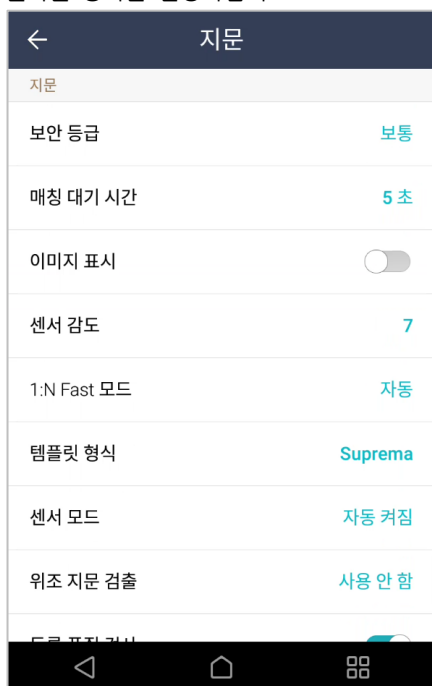 지문
지문
보안 등급 보통
매칭 대기 시간 5 초
이미지 표시
센서 감도 7
1:N Fast 모드 자동
템플릿 형식 Suprema
센서 모드 자동 켜짐
위조 지문 검출 사용 안 함